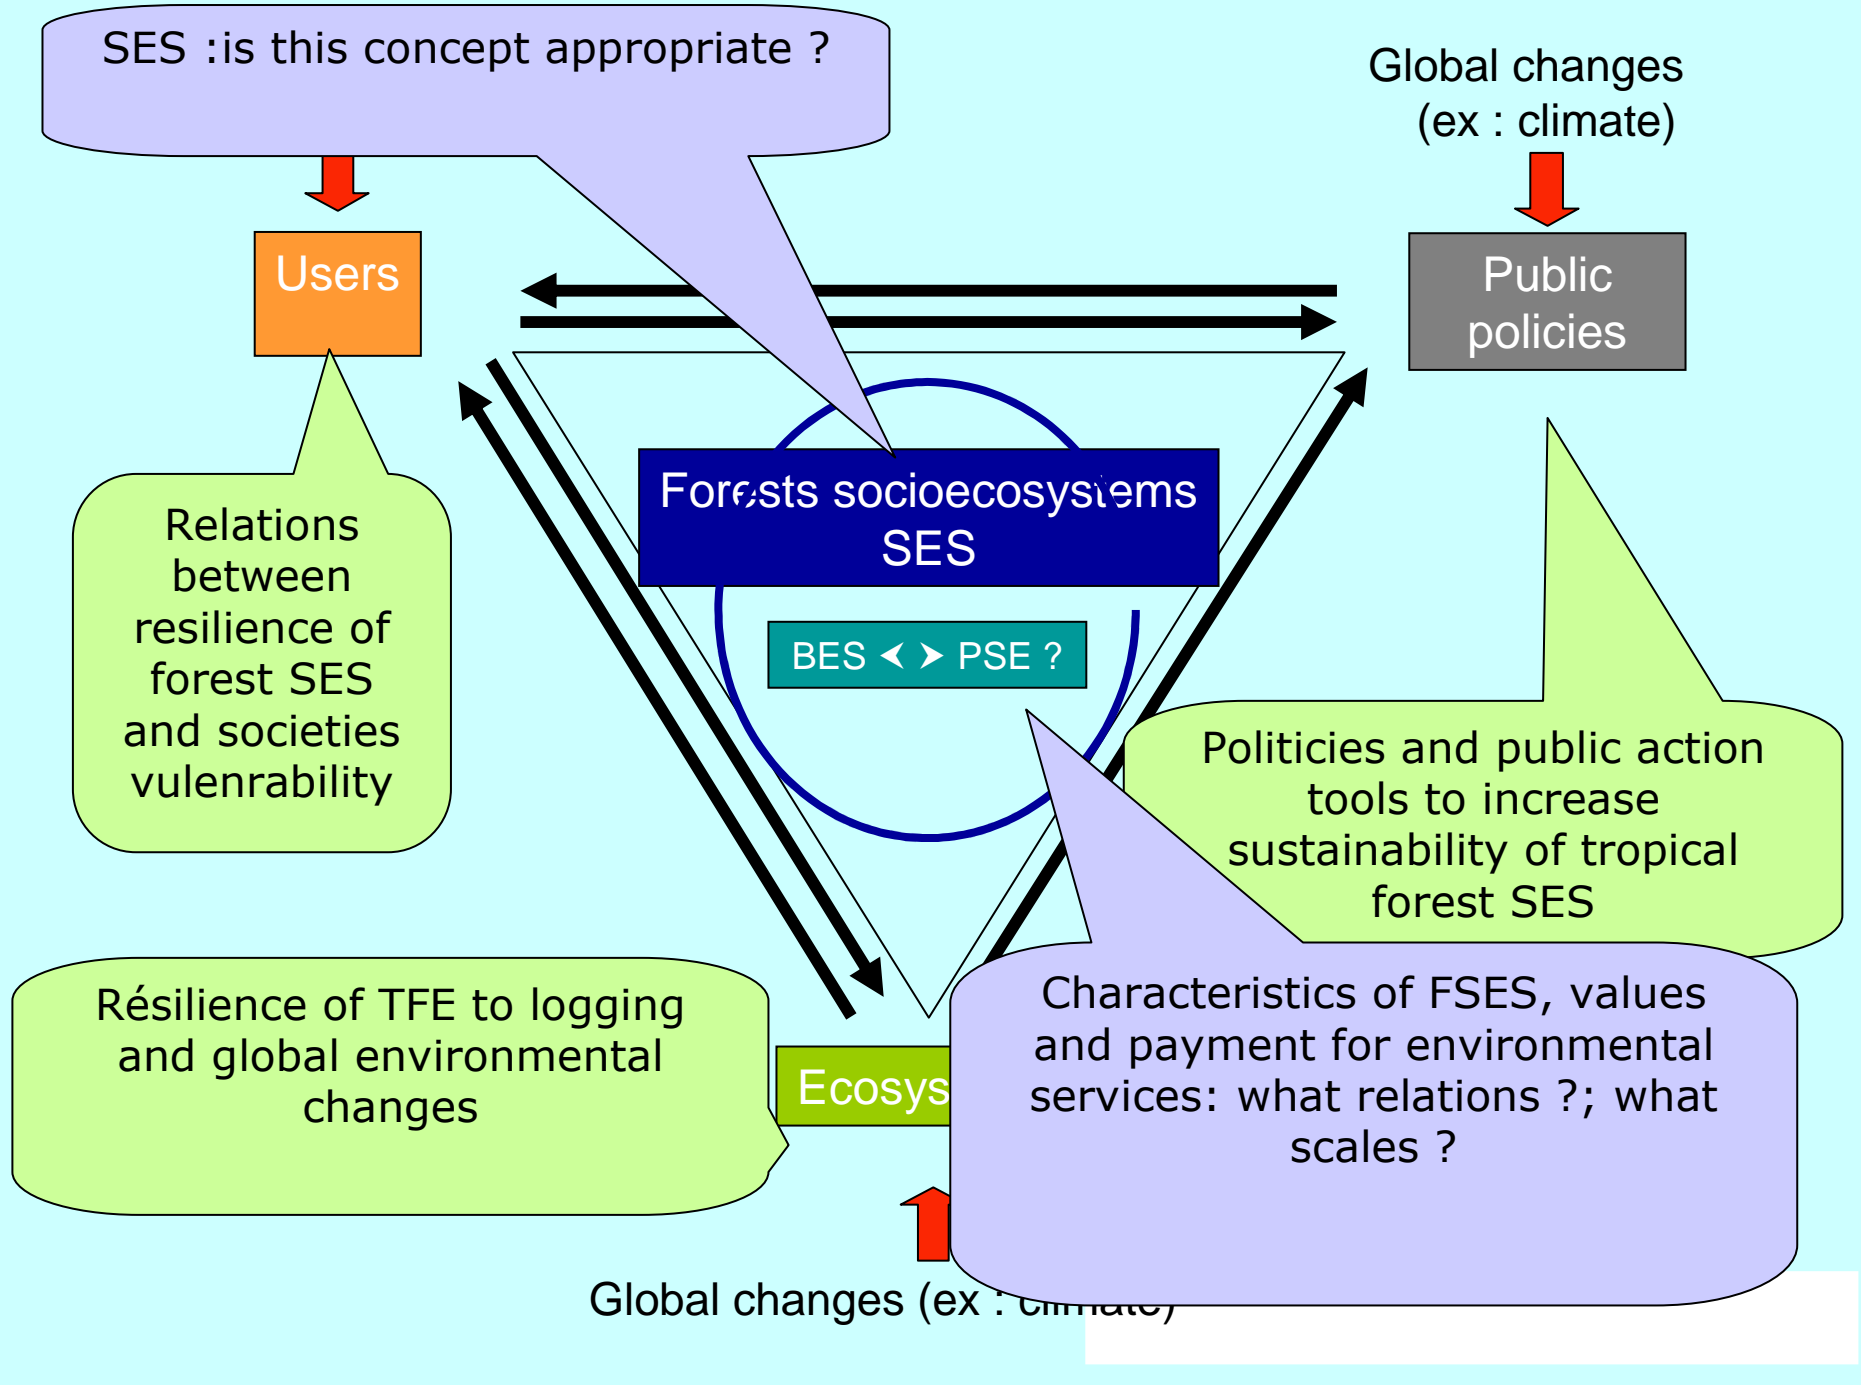 SES :is this concept appropriate ?
Global changes
(ex : climate)
Users
Public
policies
Forests socioecosystems
SES
BES < > PSE ?
Relations
between
resilience of
forest SES
and societies
vulenrability
Politicies and public action
tools to increase
sustainability of tropical
forest SES
Résilience of TFE to logging
and global environmental
changes
Ecosys
Characteristics of FSES, values
and payment for environmental
services: what relations ?; what
scales ?
Global changes (ex : climate)